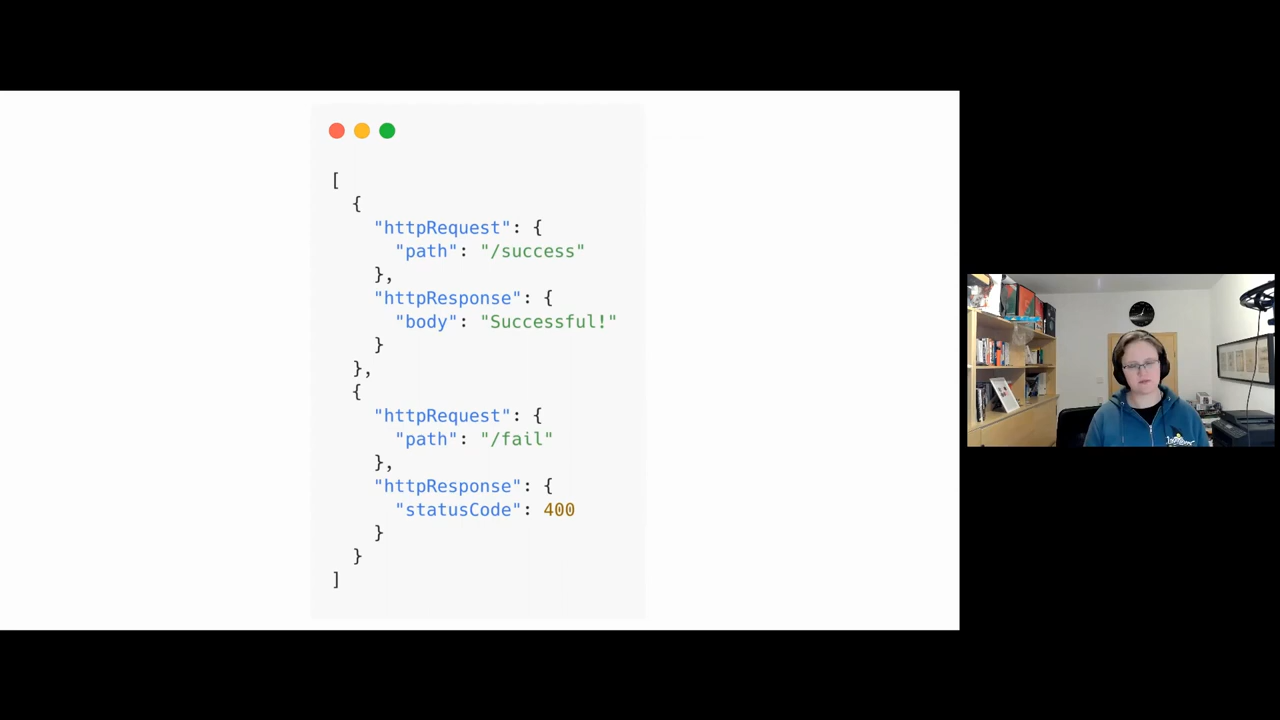 [
{
"httpRequest": {
"path": "/success"
},
"httpResponse": {
"body": "Successful!"
}
},
{
"httpRequest": {
"path": "/fail"
},
"httpResponse": {
"statusCode": 400
}
}
]